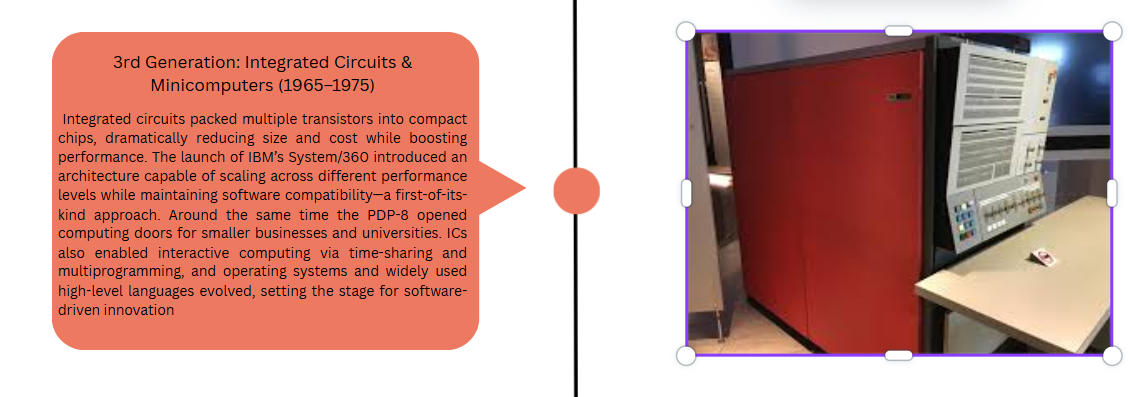 3rd Generation: Integrated Circuits &
Minicomputers (1965–1975)
Integrated circuits packed multiple transistors into compact
chips, dramatically reducing size and cost while boosting
performance. The launch of IBM's System/360 introduced an
architecture capable of scaling across different performance
levels while maintaining software compatibility—a first-of-its-
kind approach. Around the same time the PDP-8 opened
computing doors for smaller businesses and universities. ICs
also enabled interactive computing via time-sharing and
multiprogramming, and operating systems and widely used
high-level languages evolved, setting the stage for software-
driven innovation